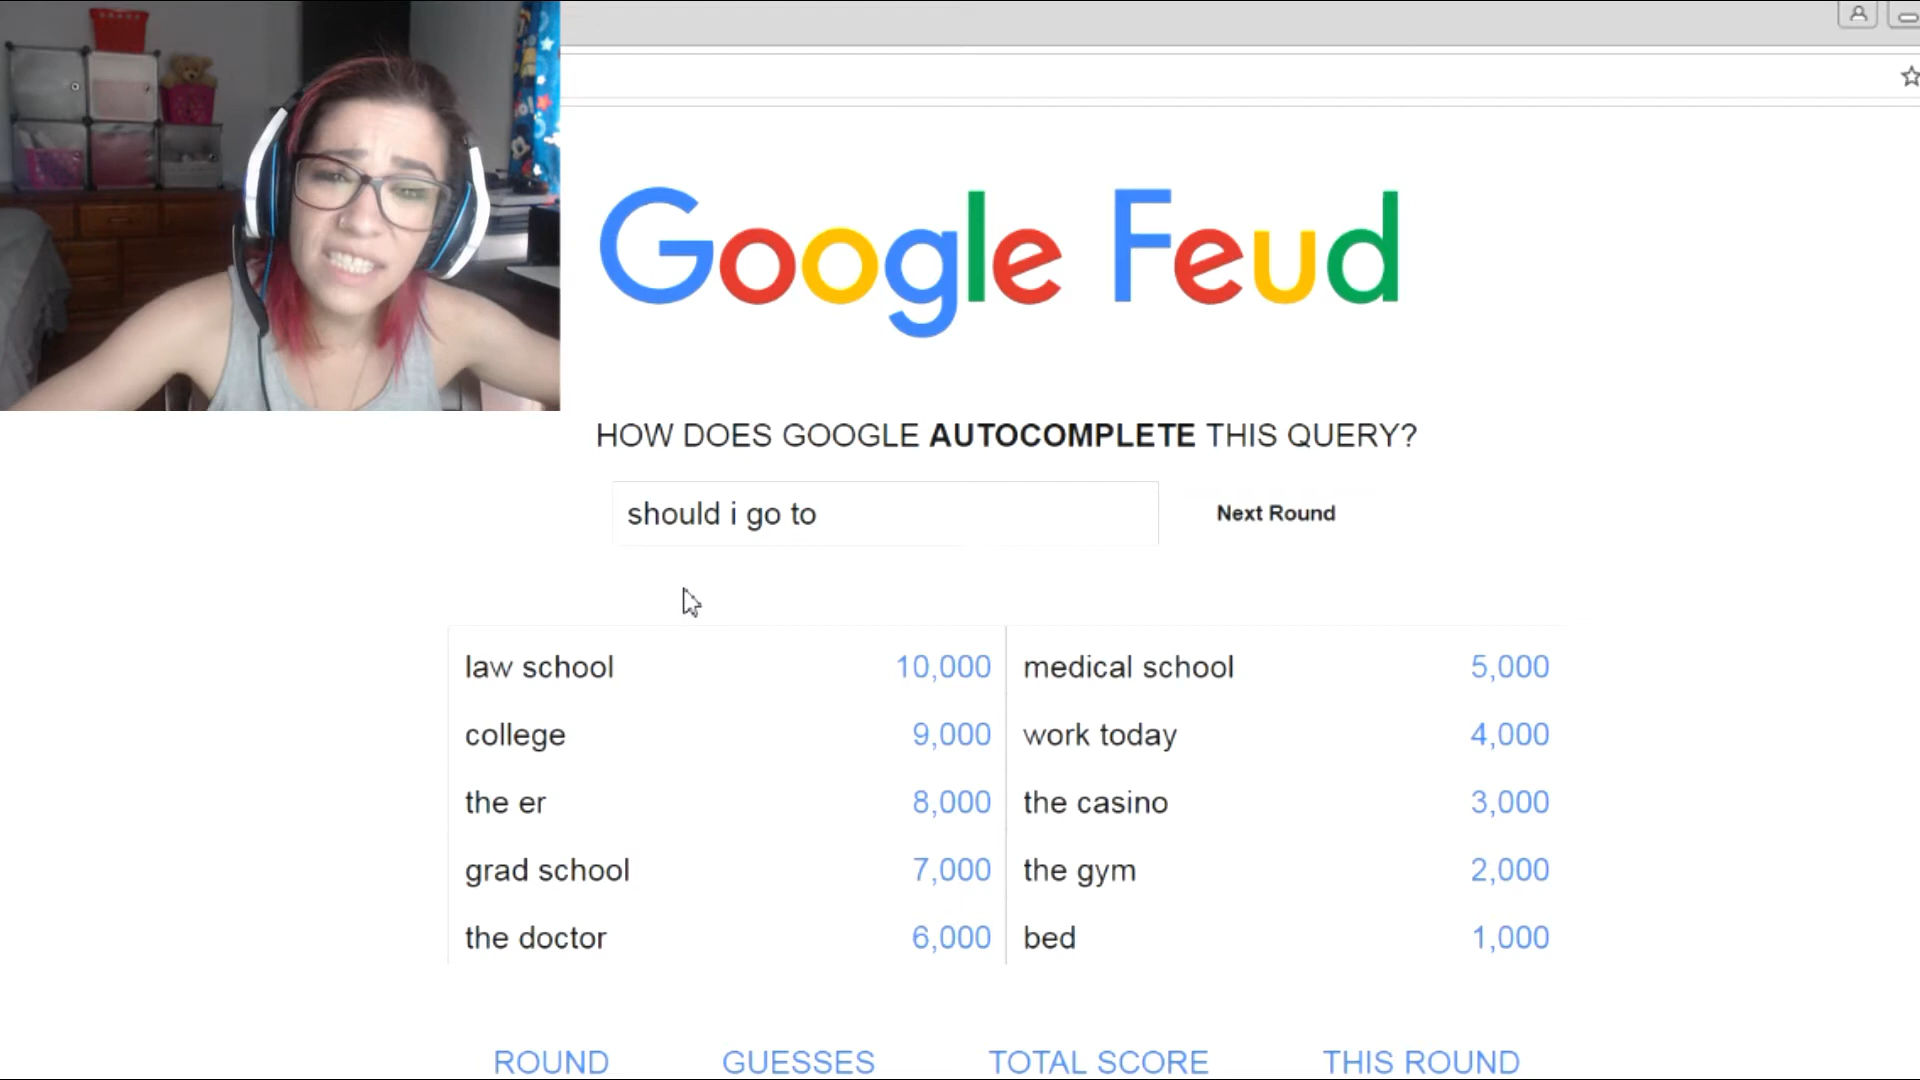 Google Feud
HOW DOES GOOGLE AUTOCOMPLETE THIS QUERY?
should i go to
Next Round
law school 10,000
college 9,000
the er 8,000
grad school 7,000
the doctor 6,000
medical school 5,000
work today 4,000
the casino 3,000
the gym 2,000
bed 1,000
ROUND GUESSES TOTAL SCORE THIS ROUND